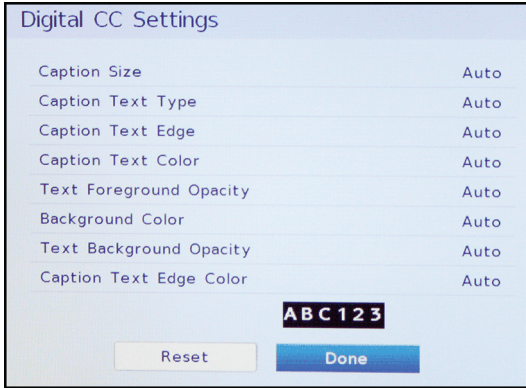 Digital CC Settings
Caption Size Auto
Caption Text Type Auto
Caption Text Edge Auto
Caption Text Color Auto
Text Foreground Opacity Auto
Background Color Auto
Text Background Opacity Auto
Caption Text Edge Color Auto
ABC123
Reset Done